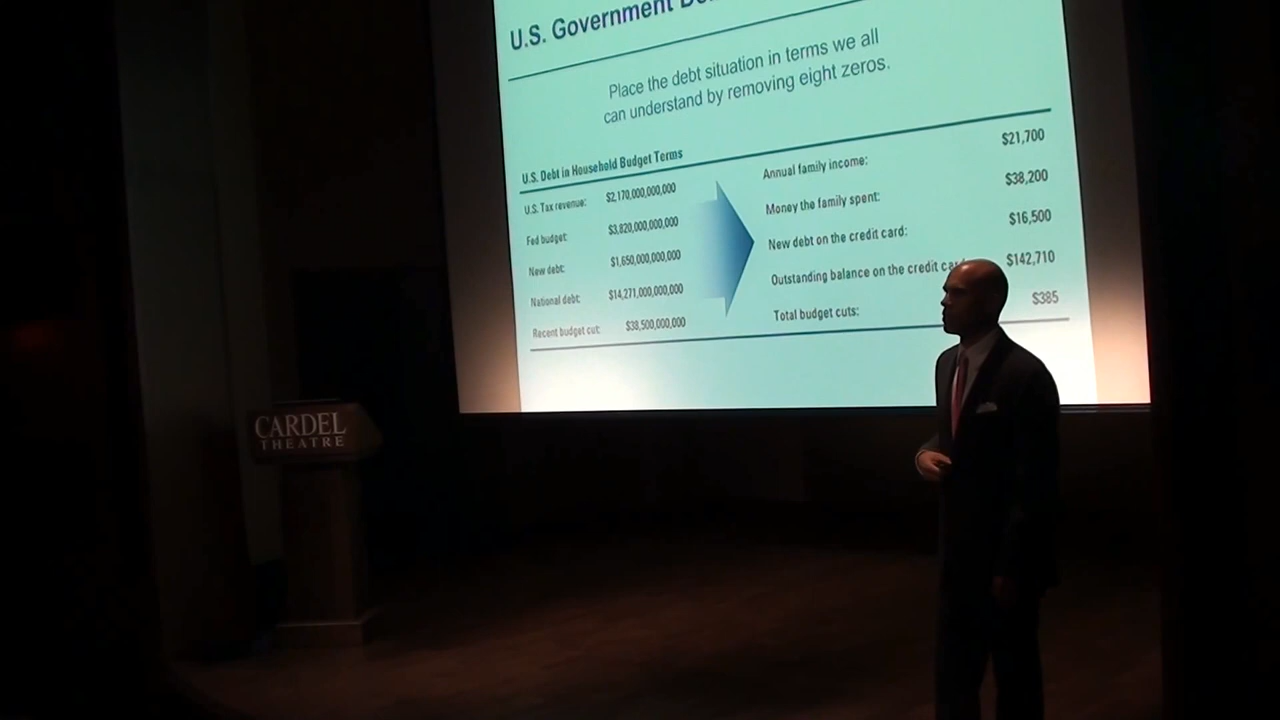 U.S. Government
Place the debt situation in terms we all
can understand by removing eight zeros.
U.S. Debt in Household Budget Terms
U.S. Tax revenue: $2,170,000,000,000
Fed budget: $3,820,000,000,000
New debt: $1,650,000,000,000
National debt: $14,271,000,000,000
Recent budget cut: $38,500,000,000
Annual family income: $21,700
Money the family spent: $38,200
New debt on the credit card: $16,500
Outstanding balance on the credit $142,710
Total budget cuts: $385
CARDEL
THEATRE